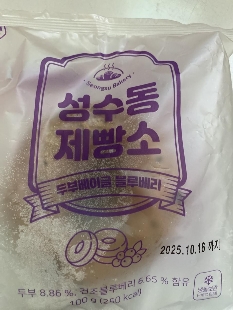 Seongsu Bakery
성수동
제빵소
두부베이글 블루베리
2025.10.16 까지
두부 8.86 %, 건조블루베리 6.65 % 함유
100 g (260 kcal)